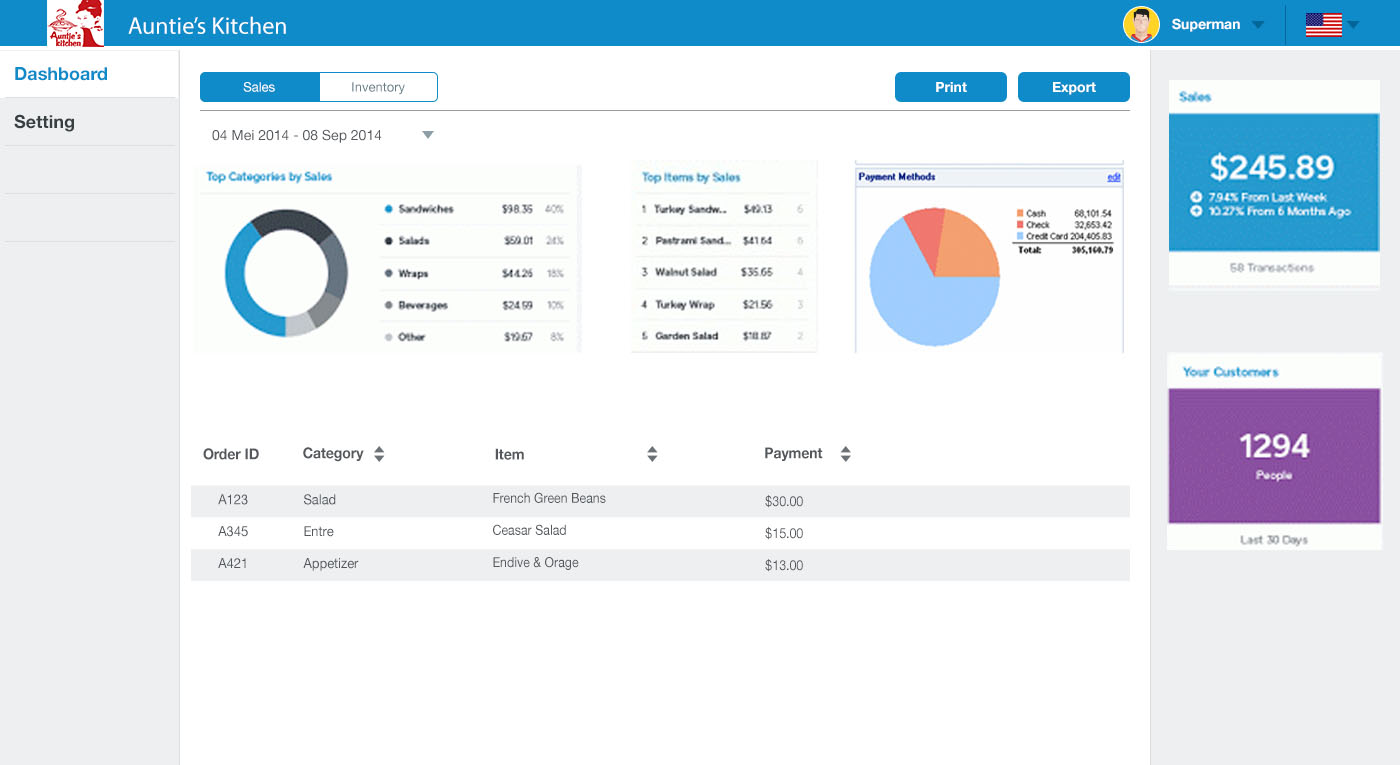 Auntie's kitchen
Auntie's Kitchen
Superman
Dashboard
Setting
Sales Inventory
Print Export
04 Mei 2014 - 08 Sep 2014
Top Categories by Sales
Sandwiches $98.35 40%
Salads $59.01 24%
Wraps $44.26 18%
Beverages $24.59 10%
Other $19.67 8%
Top Items by Sales
1 Turkey Sandw... $49.13 6
2 Pastrami Sand... $41.64 6
3 Walnut Salad $35.65 4
4 Turkey Wrap $21.56 3
5 Garden Salad $18.87 2
Payment Methods edit
Cash 68,101.54
Check 32,653.42
Credit Card 204,405.83
Total: 305,160.79
Sales
$245.89
7.94% From Last Week
10.27% From 6 Months Ago
58 Transactions
Your Customers
1294
People
Last 30 Days
Order ID Category Item Payment
A123 Salad French Green Beans $30.00
A345 Entre Ceasar Salad $15.00
A421 Appetizer Endive & Orage $13.00